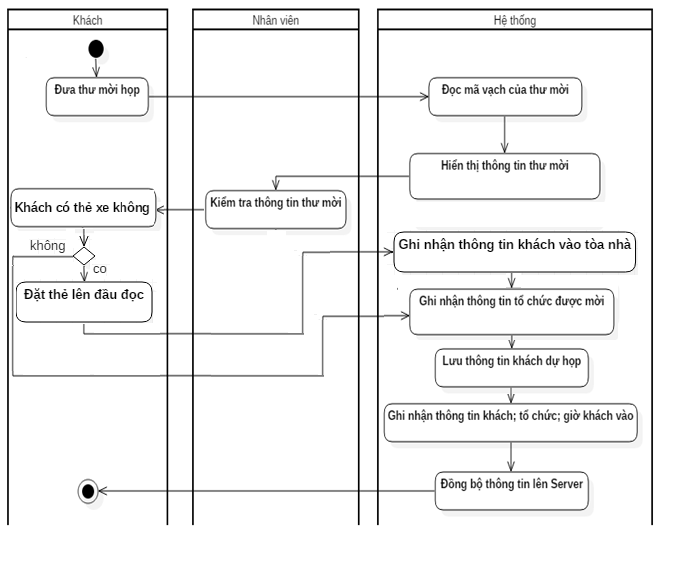 Khách
Nhân viên
Hệ thống
Đưa thư mời họp
Đọc mã vạch của thư mời
Hiển thị thông tin thư mời
Kiểm tra thông tin thư mời
Khách có thẻ xe không
không
co
Đặt thẻ lên đầu đọc
Ghi nhận thông tin khách vào tòa nhà
Ghi nhận thông tin tổ chức được mời
Lưu thông tin khách dự họp
Ghi nhận thông tin khách; tổ chức; giờ khách vào
Đồng bộ thông tin lên Server